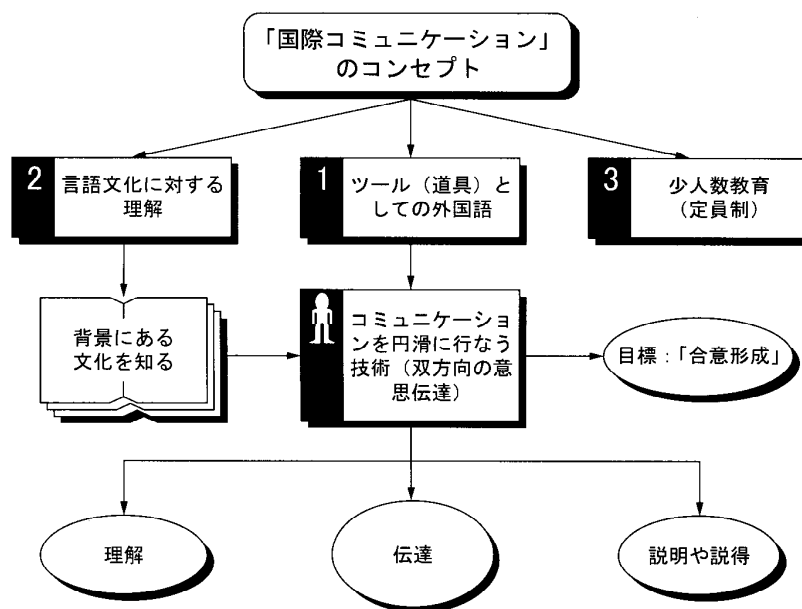 「国際コミュニケーション」
のコンセプト
2
言語文化に対する
理解
1
ツール（道具）と
しての外国語
3
少人数教育
（定員制）
背景にある
文化を知る
コミュニケーショ
ンを円滑に行なう
技術（双方向の意
思伝達）
目標：「合意形成」
理解
伝達
説明や説得